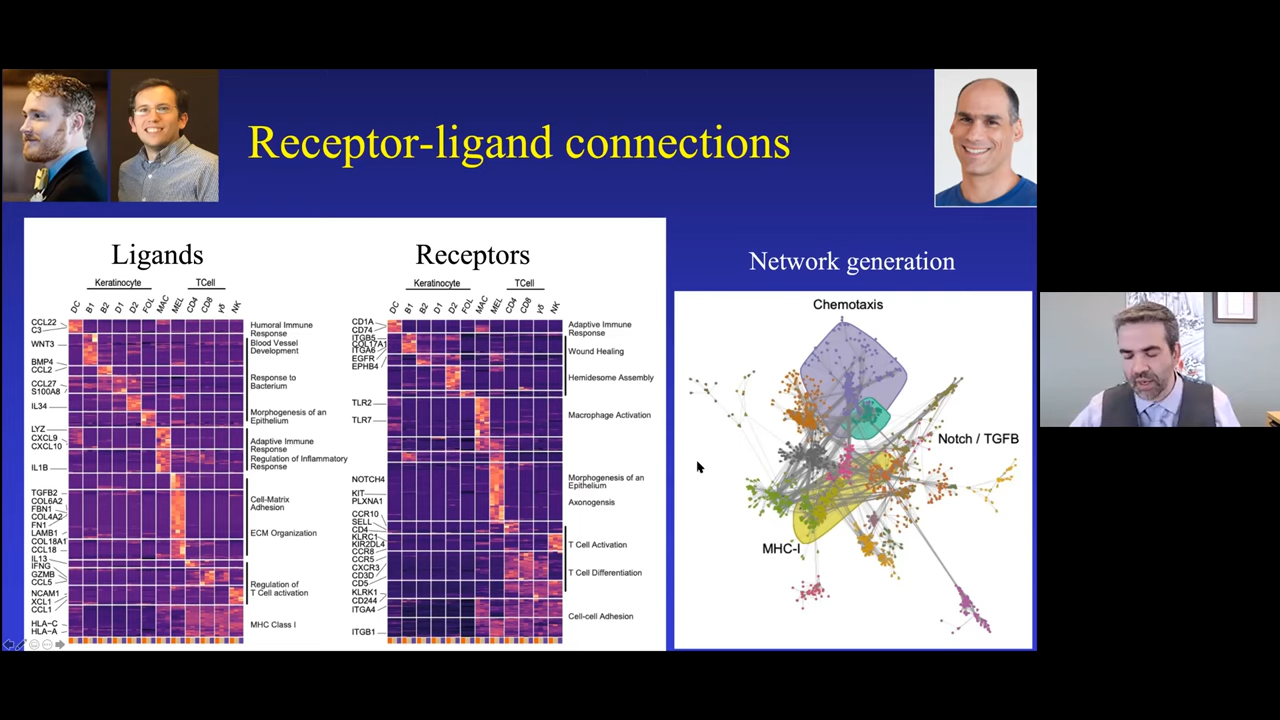 Receptor-ligand connections
Ligands
Keratinocyte
TCell
DC
B1
B2
D1
D2
FOL
MAC
MEL
CD4
CD8
γδ
NK
CCL22
C3
WNT3
BMP4
CCL2
CCL27
S100A8
IL34
LYZ
CXCL9
CXCL10
IL1B
TGFB2
COL6A2
FBN1
COL4A2
FN1
LAMB1
COL18A1
CCL18
IL13
IFNG
GZMB
CCL5
NCAM1
XCL1
CCL1
HLA-C
HLA-A
Humoral Immune
Response
Blood Vessel
Development
Response to
Bacterium
Morphogenesis of an
Epithelium
Adaptive Immune
Response
Regulation of Inflammatory
Response
Cell-Matrix
Adhesion
ECM Organization
Regulation of
T Cell activation
MHC Class I
Receptors
Keratinocyte
TCell
DC
B1
B2
D1
D2
FOL
MAC
MEL
CD4
CD8
γδ
NK
CD1A
CD74
ITGB5
COL17A1
ITGA6
EGFR
EPHB4
TLR2
TLR7
NOTCH4
KIT
PLXNA1
CCR10
SELL
CD4
KLRC1
KIR2DL4
CCR8
CCR5
CXCR3
CD3D
CD5
KLRK1
CD244
ITGA4
ITGB1
Adaptive Immune
Response
Wound Healing
Hemidesome Assembly
Macrophage Activation
Morphogenesis of an
Epithelium
Axonogensis
T Cell Activation
T Cell Differentiation
Cell-cell Adhesion
Network generation
Chemotaxis
Notch / TGFB
MHC-I